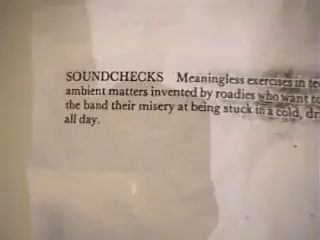 SOUNDCHECKS Meaningless exercises in
ambient matters invented by roadies who want to
the band their misery at being stuck in a cold,
all day.